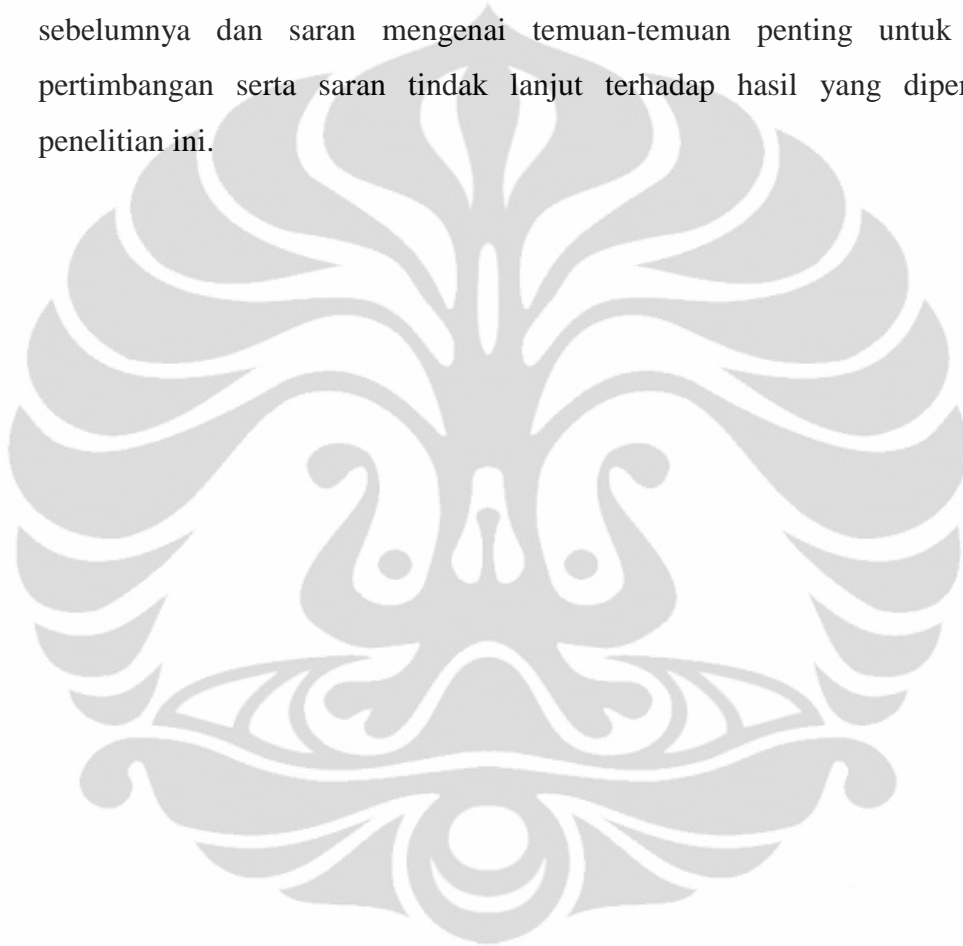 sebelumnya dan saran mengenai temuan-temuan penting untuk
pertimbangan serta saran tindak lanjut terhadap hasil yang
penelitian ini.